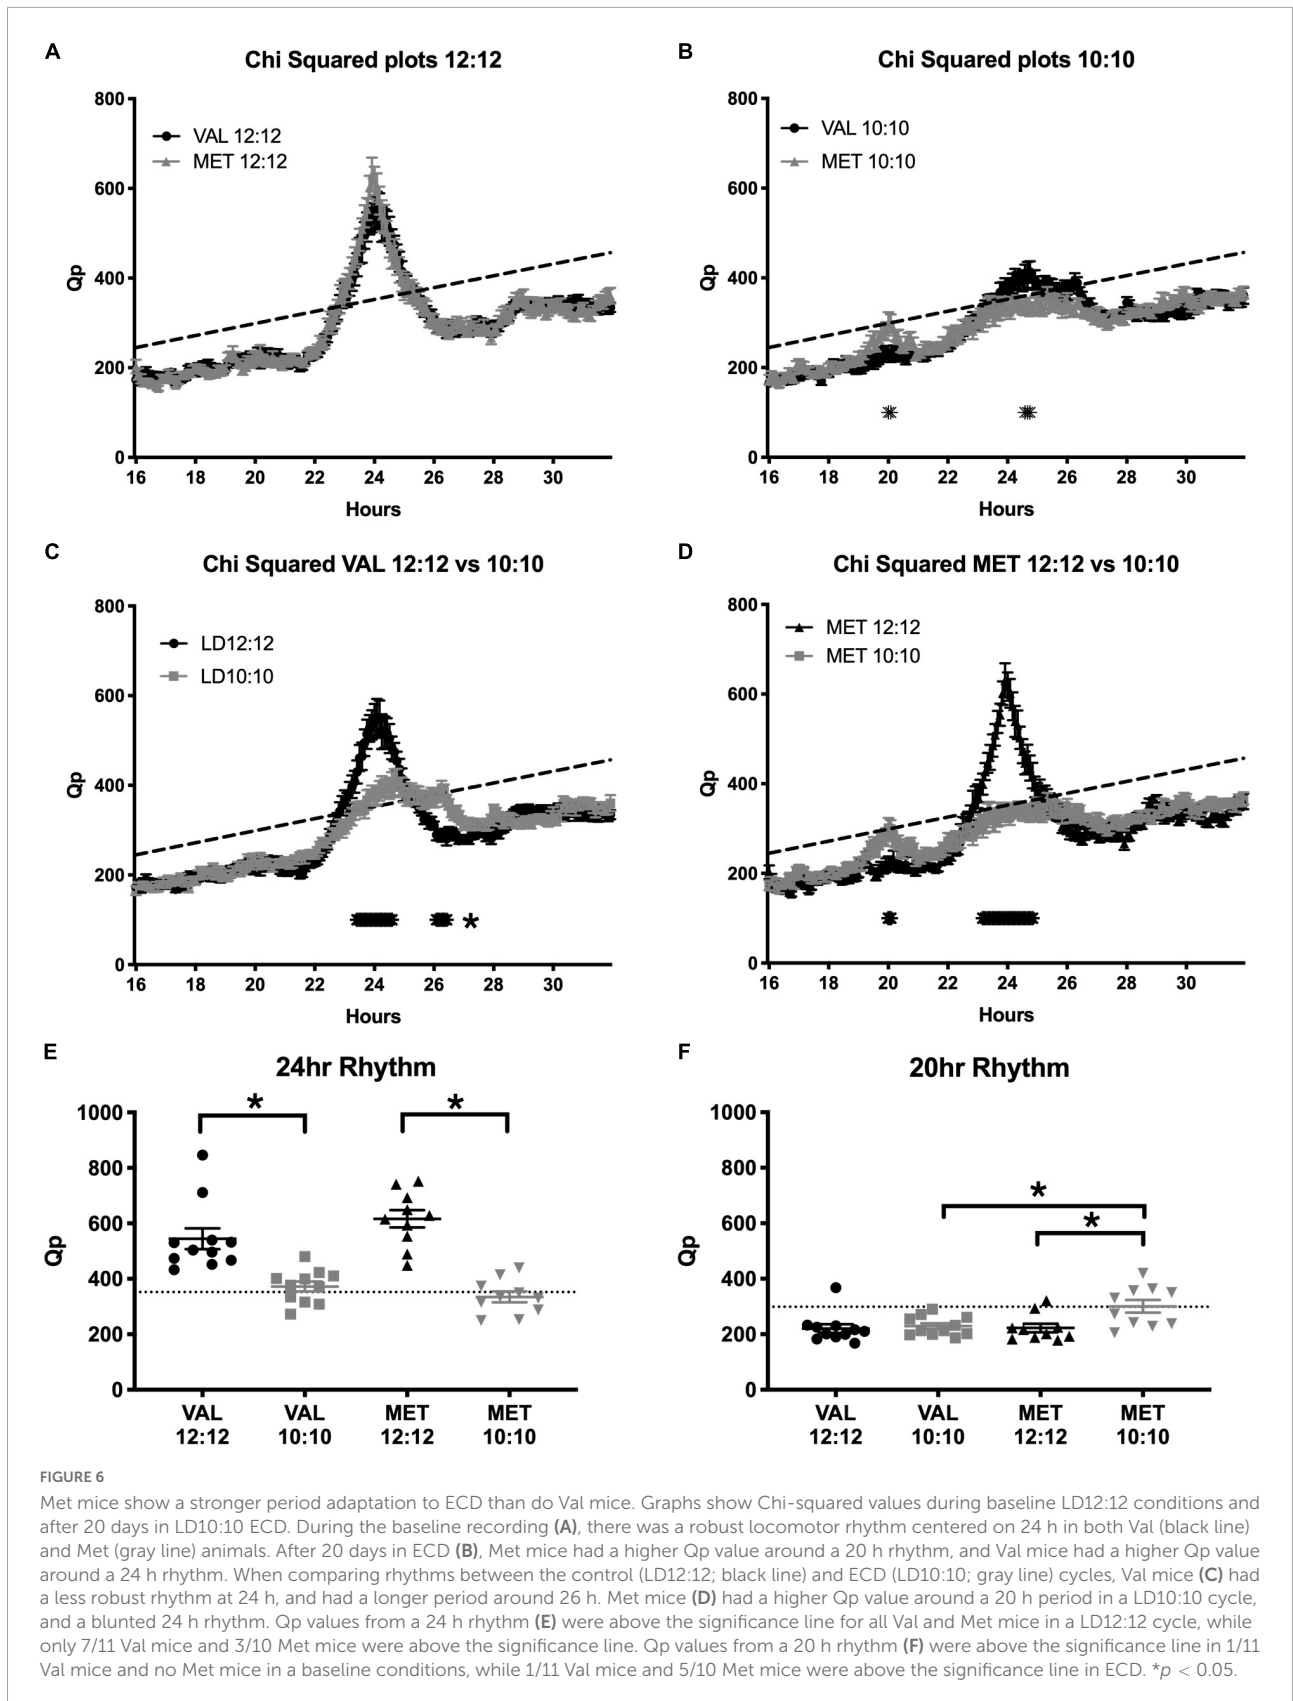 A
Chi Squared plots 12:12
800
600
400
200
0
Qp
VAL 12:12
MET 12:12
16 18 20 22 24 26 28 30
Hours
B
Chi Squared plots 10:10
800
600
400
200
0
Qp
VAL 10:10
MET 10:10
* *
16 18 20 22 24 26 28 30
Hours
C
Chi Squared VAL 12:12 vs 10:10
800
600
400
200
0
Qp
LD12:12
LD10:10
*
16 18 20 22 24 26 28 30
Hours
D
Chi Squared MET 12:12 vs 10:10
800
600
400
200
0
Qp
MET 12:12
MET 10:10
*
16 18 20 22 24 26 28 30
Hours
E
24hr Rhythm
* *
1000
800
600
400
200
0
Qp
VAL VAL MET MET
12:12 10:10 12:12 10:10
F
20hr Rhythm
*
*
1000
800
600
400
200
0
Qp
VAL VAL MET MET
12:12 10:10 12:12 10:10
FIGURE 6
Met mice show a stronger period adaptation to ECD than do Val mice. Graphs show Chi-squared values during baseline LD12:12 conditions and
after 20 days in LD10:10 ECD. During the baseline recording (A), there was a robust locomotor rhythm centered on 24 h in both Val (black line)
and Met (gray line) animals. After 20 days in ECD (B), Met mice had a higher Qp value around a 20 h rhythm, and Val mice had a higher Qp value
around a 24 h rhythm. When comparing rhythms between the control (LD12:12; black line) and ECD (LD10:10; gray line) cycles, Val mice (C) had
a less robust rhythm at 24 h, and had a longer period around 26 h. Met mice (D) had a higher Qp value around a 20 h period in a LD10:10 cycle,
and a blunted 24 h rhythm. Qp values from a 24 h rhythm (E) were above the significance line for all Val and Met mice in a LD12:12 cycle, while
only 7/11 Val mice and 3/10 Met mice were above the significance line. Qp values from a 20 h rhythm (F) were above the significance line in 1/11
Val mice and no Met mice in a baseline conditions, while 1/11 Val mice and 5/10 Met mice were above the significance line in ECD. *p < 0.05.